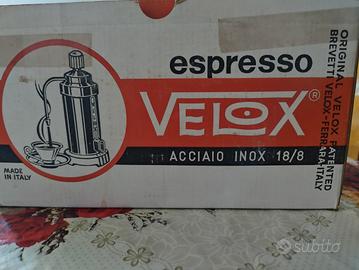 espresso
VELOX®
ACCIAIO INOX 18/8
MADE
IN ITALY
ORIGINAL VELOX PATENTED
BREVETTI VELOX-FERRARA-ITALY
subito